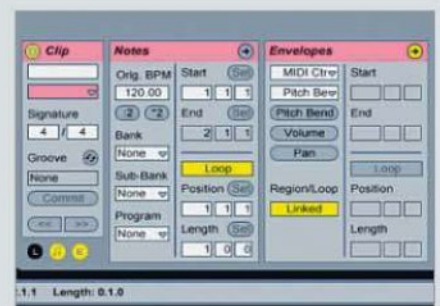 Clip
Signature
4 / 4
Groove
None
Commit
<< >>
L
E
Notes
Orig. BPM
120.00
:2 *2
Bank
None
Sub-Bank
None
Program
None
Start Set
1 1 1
End Set
2 1 1
Loop
Position Set
1 1 1
Length Set
1 0 0
Envelopes
MIDI Ctr
Pitch Be
Pitch Bend
Volume
Pan
Region/Loop
Linked
Start
End
Loop
Position
Length
.1.1 Length: 0.1.0